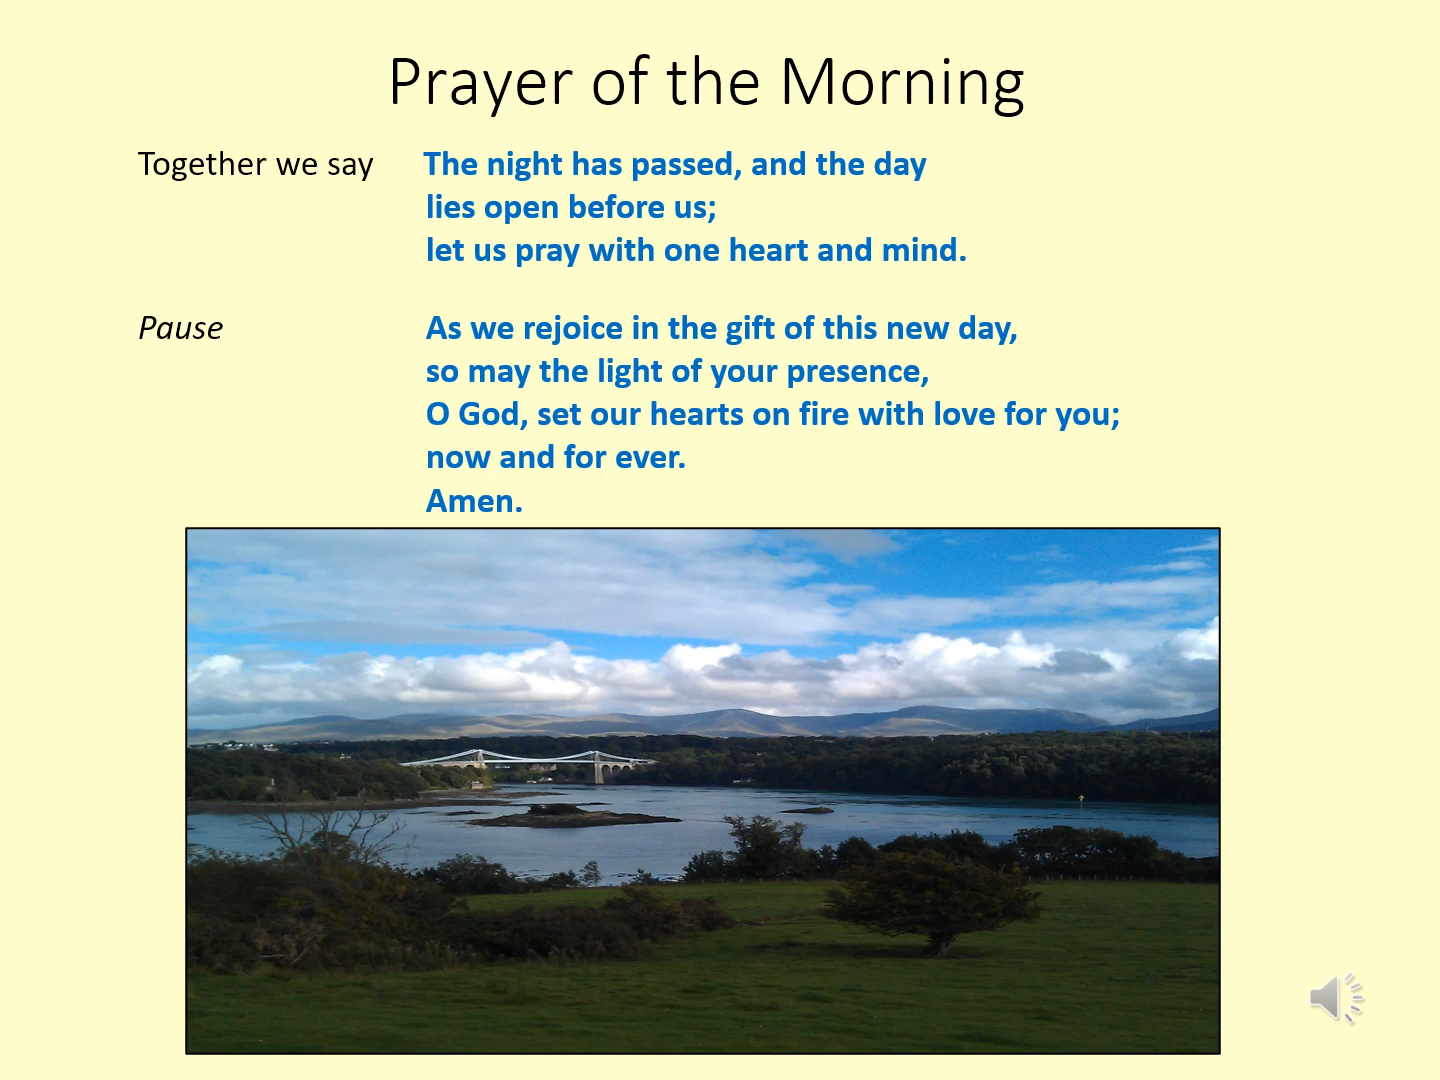 Prayer of the Morning
Together we say The night has passed, and the day
lies open before us;
let us pray with one heart and mind.
Pause As we rejoice in the gift of this new day,
so may the light of your presence,
O God, set our hearts on fire with love for you;
now and for ever.
Amen.